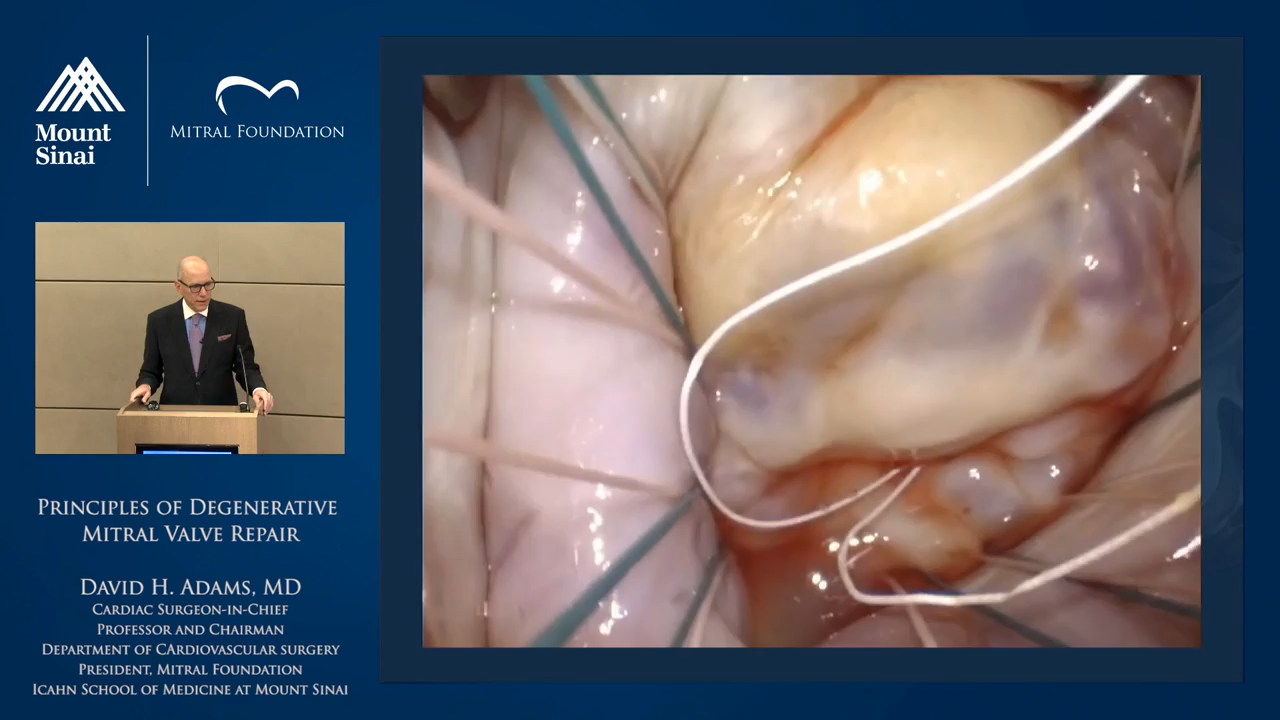 Mount
Sinai
MITRAL FOUNDATION
PRINCIPLES OF DEGENERATIVE
MITRAL VALVE REPAIR
DAVID H. ADAMS, MD
CARDIAC SURGEON-IN-CHIEF
PROFESSOR AND CHAIRMAN
DEPARTMENT OF CARDIOVASCULAR SURGERY
PRESIDENT, MITRAL FOUNDATION
ICAHN SCHOOL OF MEDICINE AT MOUNT SINAI